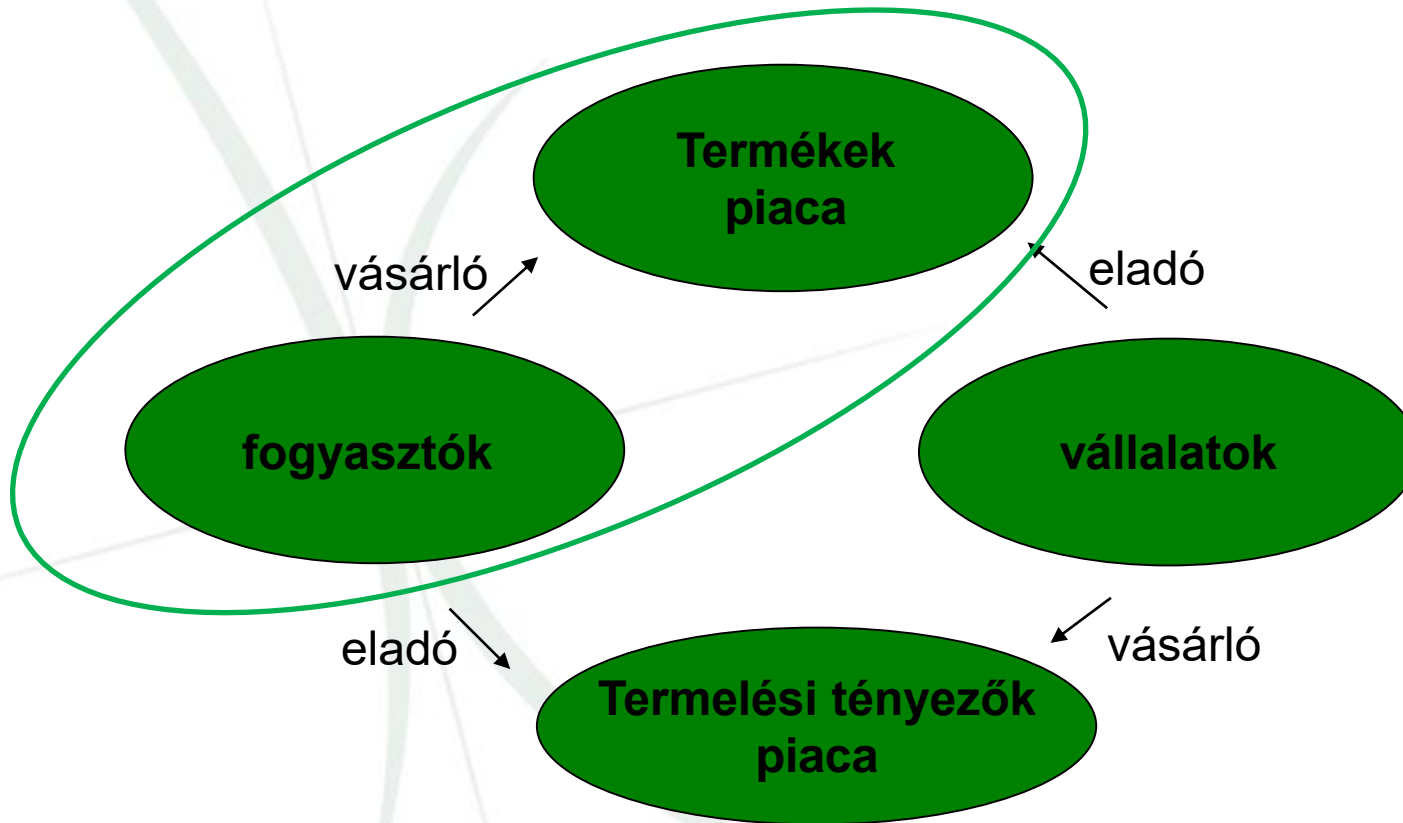 Termékek
piaca
vásárló
eladó
fogyasztók
vállalatok
eladó
vásárló
Termelési tényezők
piaca